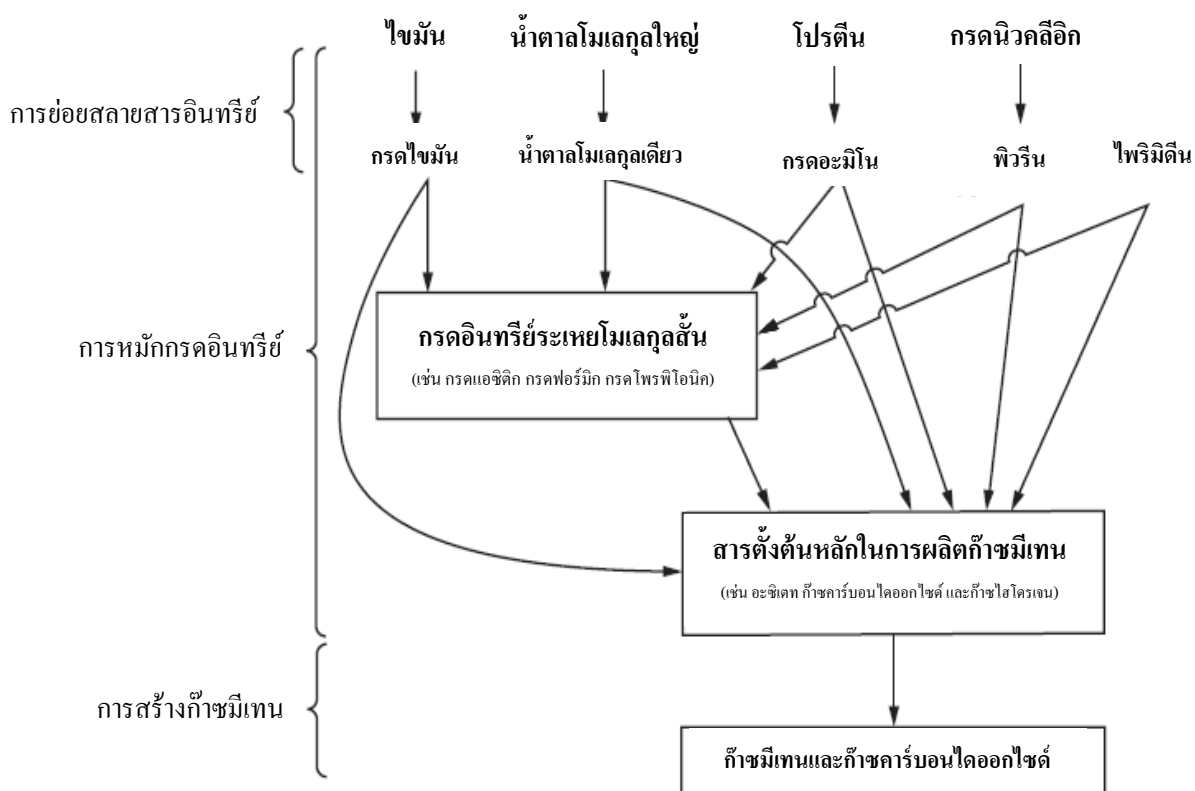 ไขมัน น้ำตาลโมเลกุลใหญ่ โปรตีน กรดนิวคลีอิก
การย่อยสลายสารอินทรีย์
กรดไขมัน น้ำตาลโมเลกุลเดียว กรดอะมิโน พิวรีน ไพริมิดีน
การหมักกรดอินทรีย์
กรดอินทรีย์ระเหยโมเลกุลสั้น
(เช่น กรดแอซิติก กรดฟอร์มิก กรดโพรพิโอนิค)
สารตั้งต้นหลักในการผลิตก๊าซมีเทน
(เช่น อะซิเตท ก๊าซคาร์บอนไดออกไซด์ และก๊าซไฮโดรเจน)
การสร้างก๊าซมีเทน
ก๊าซมีเทนและก๊าซคาร์บอนไดออกไซด์